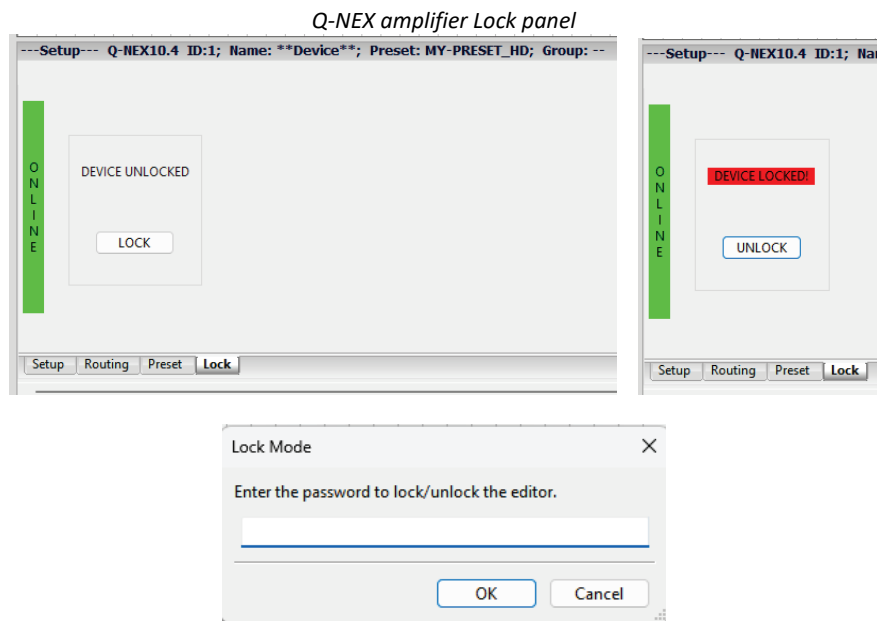 Q-NEX amplifier Lock panel
---Setup--- Q-NEX10.4 ID:1; Name: **Device**; Preset: MY-PRESET_HD; Group: --
ONLINE
DEVICE UNLOCKED
LOCK
Setup Routing Preset Lock
---Setup--- Q-NEX10.4 ID:1; Nar
ONLINE
DEVICE LOCKED!
UNLOCK
Setup Routing Preset Lock
Lock Mode
Enter the password to lock/unlock the editor.
OK Cancel